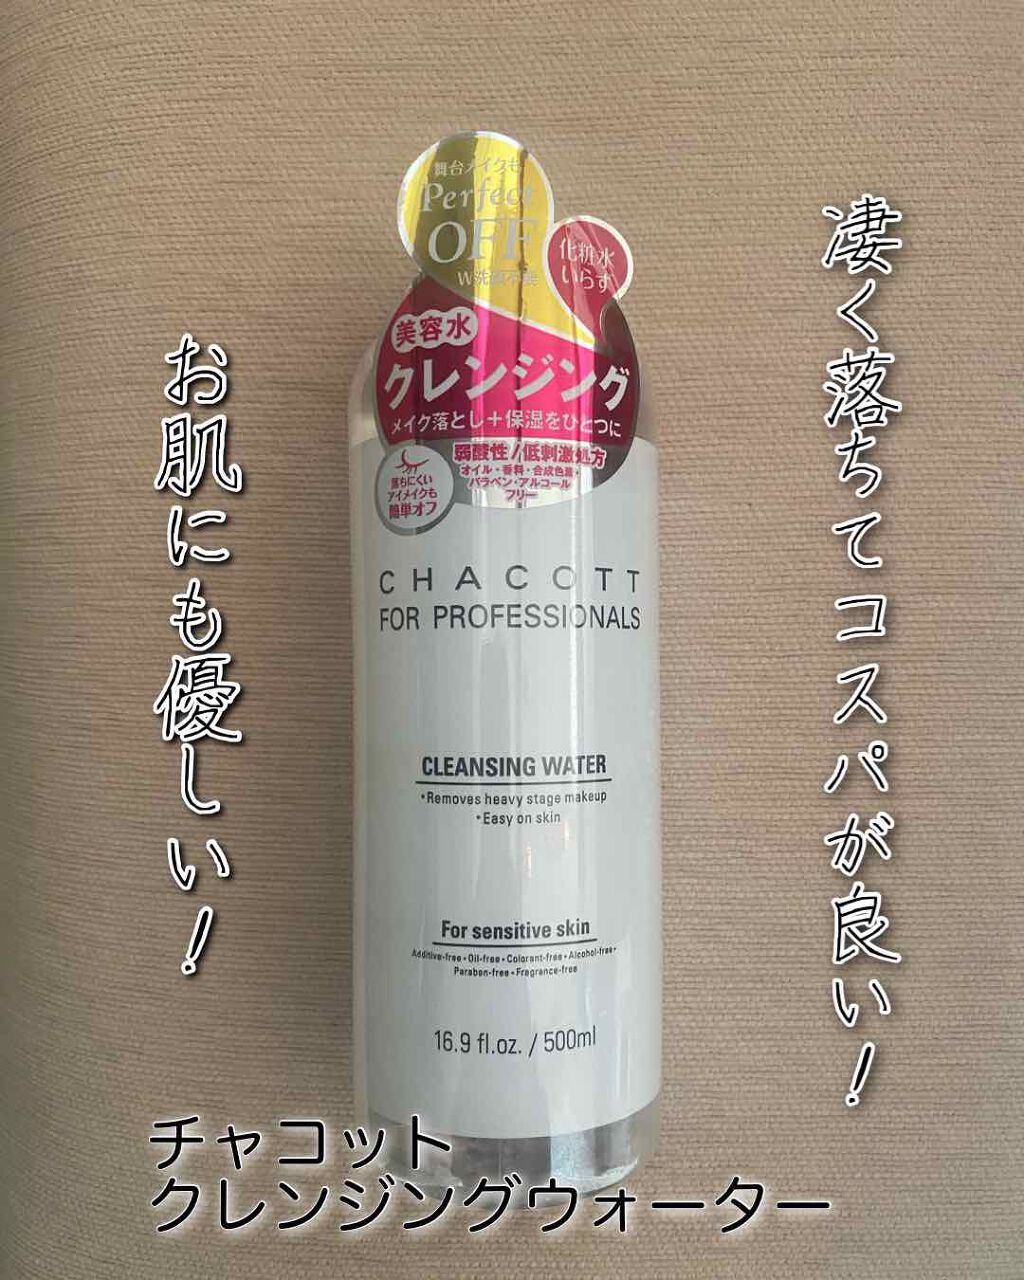 凄く落ちてコスパが良い!
お肌にも優しい!
舞台メイクも
Perfect
OFF
W洗顔不要
化粧水
いらず
美容水
クレンジング
メイク落とし+保湿をひとつに
弱酸性/低刺激処方
オイル・香料・合成色素・
パラベン・アルコール
フリー
落ちにくい
アイメイクも
簡単オフ
CHACOTT
FOR PROFESSIONALS
CLEANSING WATER
・Removes heavy stage makeup
・Easy on skin
For sensitive skin
Additive-free・Oil-free・Colorant-free・Alcohol-free・
Paraben-free・Fragrance-free
16.9 fl.oz. / 500ml
チャコット
クレンジングウォーター